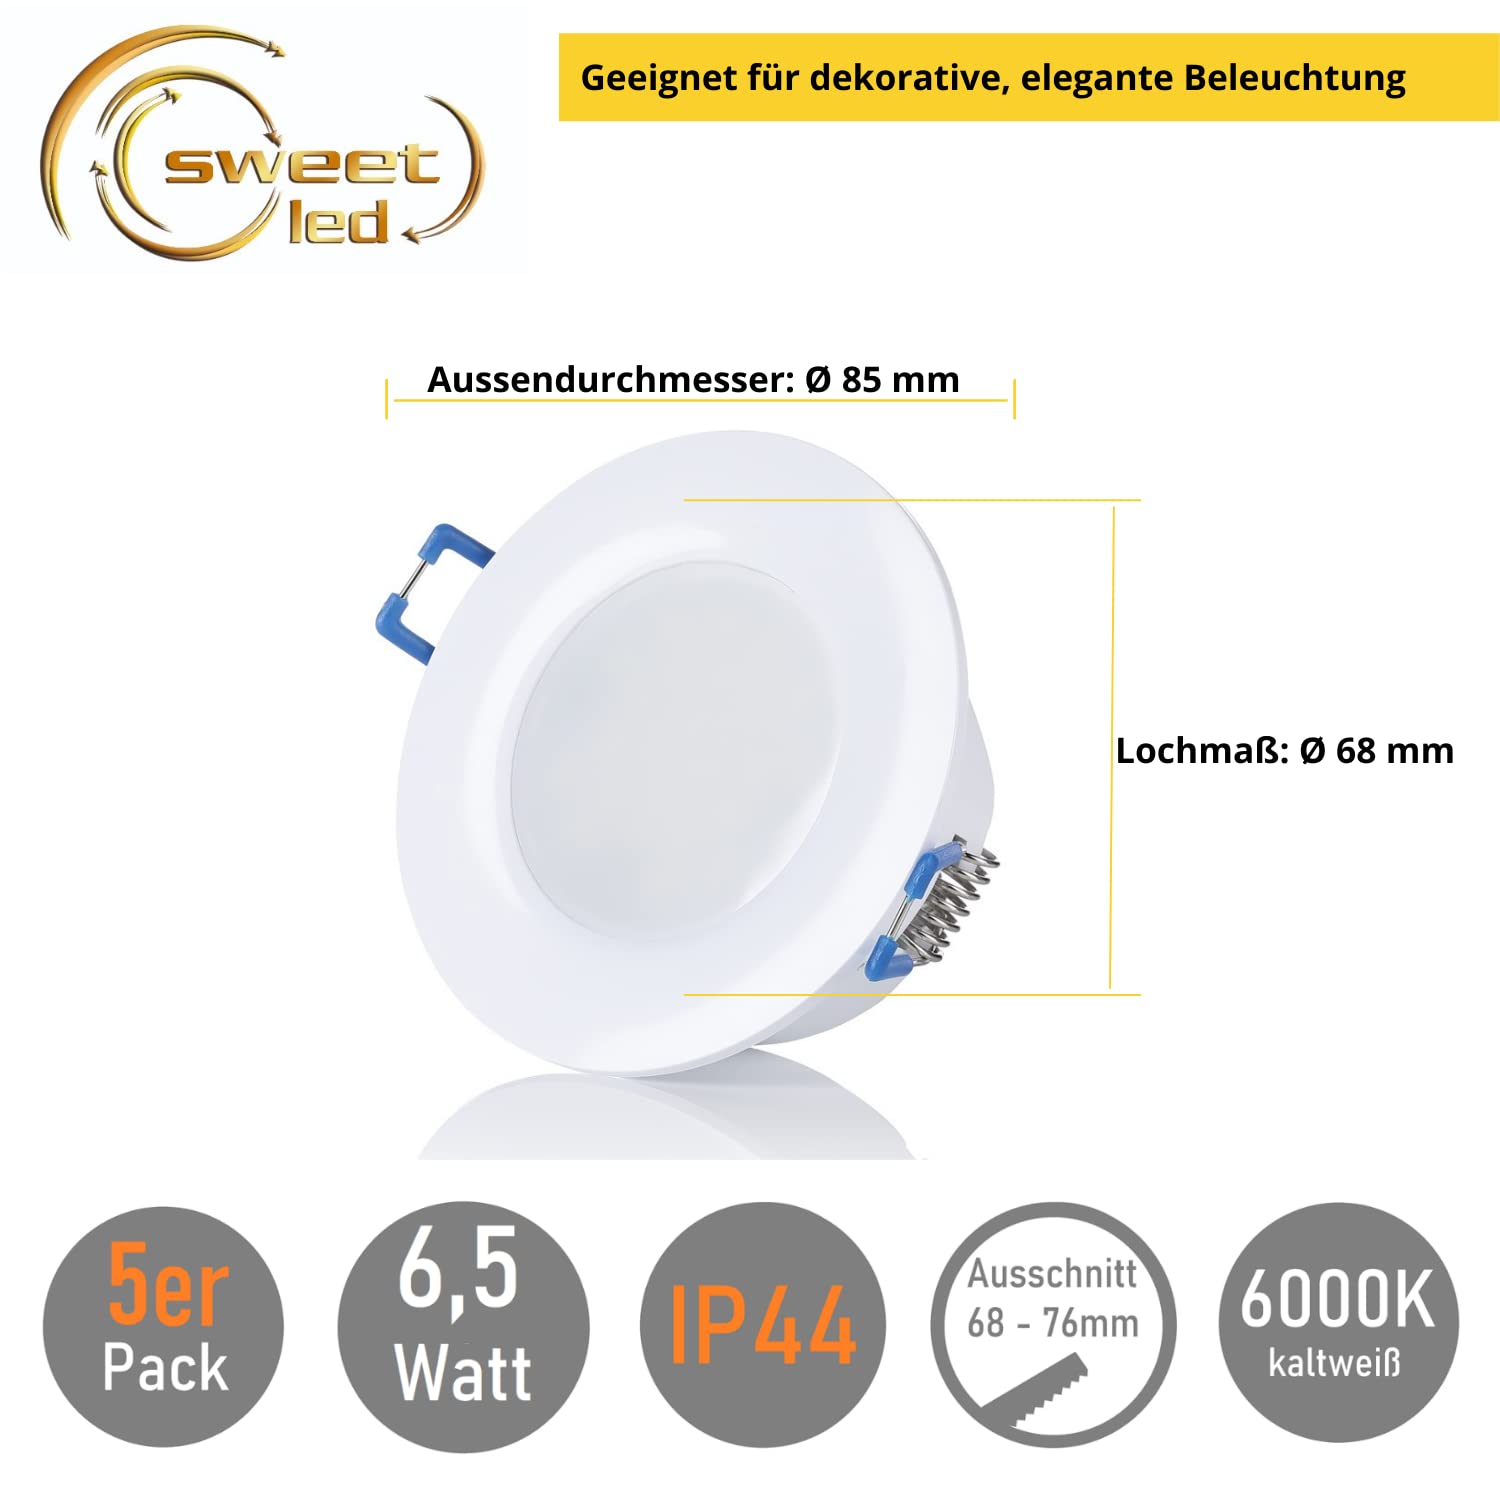 sweet
led
Geeignet für dekorative, elegante Beleuchtung
Aussendurchmesser: Ø 85 mm
Lochmaß: Ø 68 mm
5er
Pack
6,5
Watt
IP44
Ausschnitt
68 - 76mm
6000K
kaltweiß